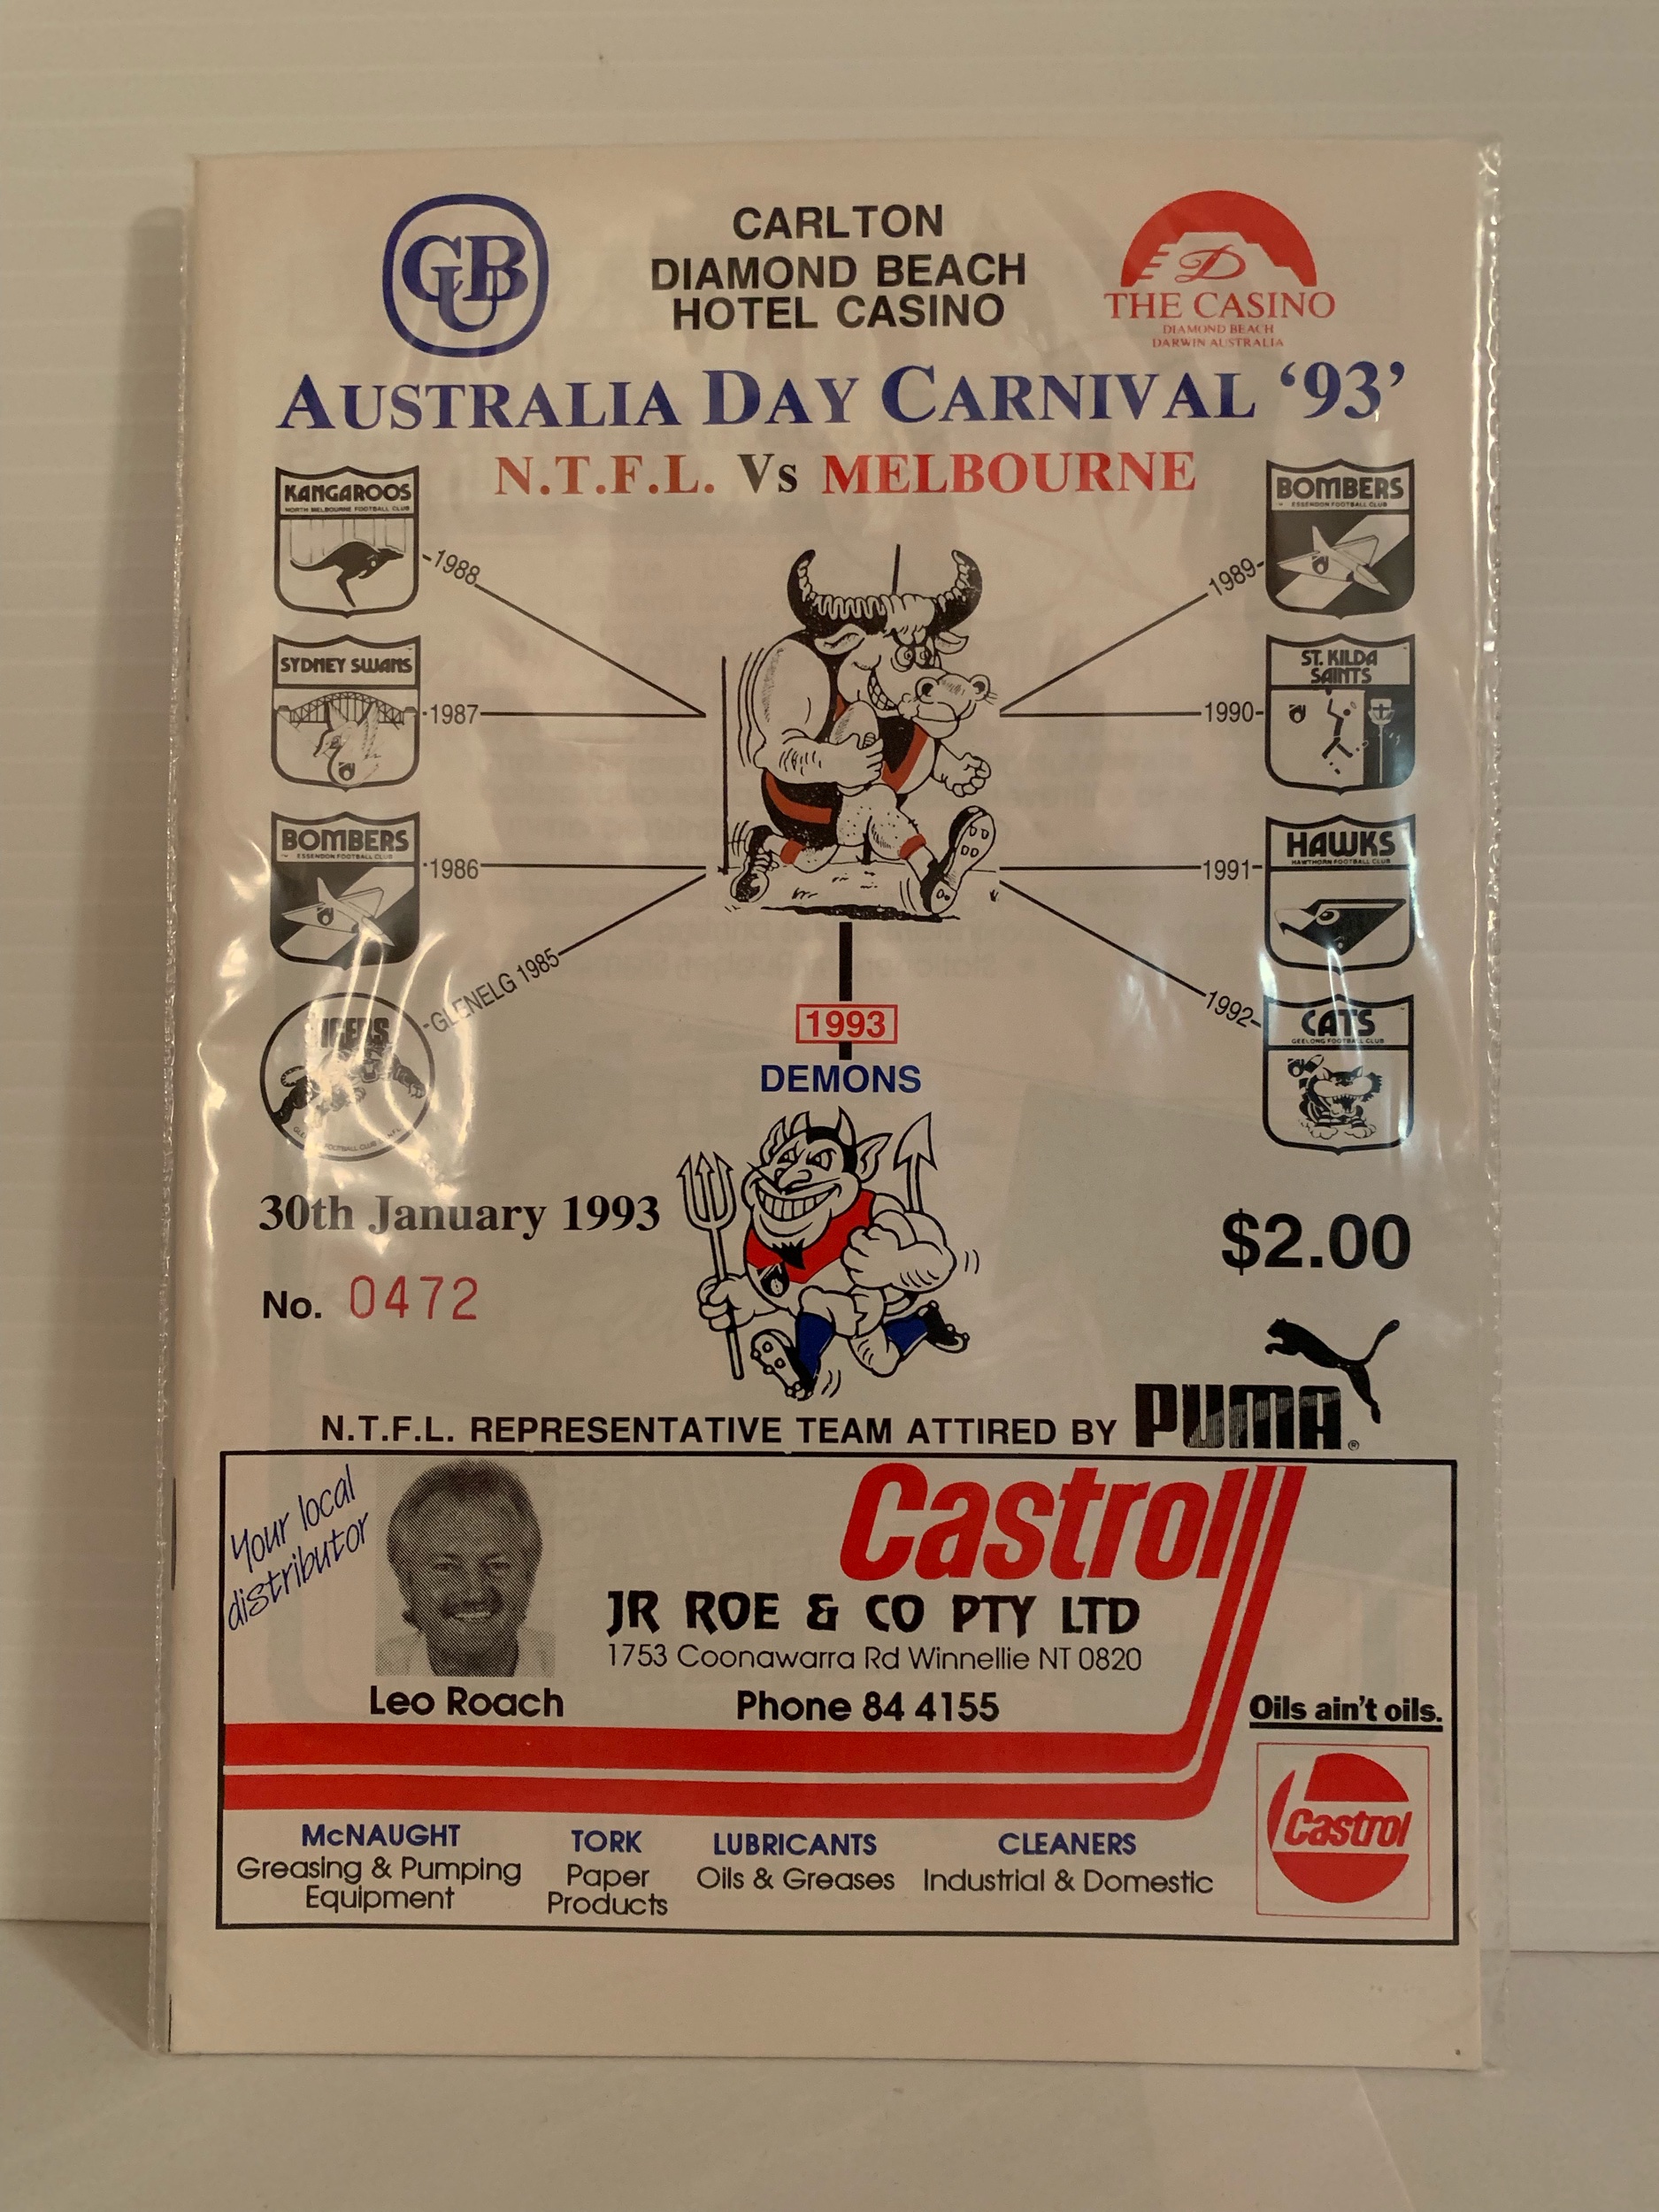 CUB
CARLTON
DIAMOND BEACH
HOTEL CASINO
D
THE CASINO
DIAMOND BEACH
DARWIN AUSTRALIA
AUSTRALIA DAY CARNIVAL ‘93’
N.T.F.L. Vs MELBOURNE
KANGAROOS
NORTH MELBOURNE FOOTBALL CLUB
1988
BOMBERS
ESSENDON FOOTBALL CLUB
1989
SYDNEY SWANS
1987
ST. KILDA
SAINTS
1990
BOMBERS
ESSENDON FOOTBALL CLUB
1986
HAWKS
HAWTHORN FOOTBALL CLUB
1991
GLENELG 1985
FOOTBALL CLUB
CATS
GEELONG FOOTBALL CLUB
1992
1993
DEMONS
30th January 1993
$2.00
No. 0472
N.T.F.L. REPRESENTATIVE TEAM ATTIRED BY PUMA®
Your local
distributor
Castrol
JR ROE & CO PTY LTD
1753 Coonawarra Rd Winnellie NT 0820
Leo Roach
Phone 84 4155
Oils ain't oils.
Castrol
McNAUGHT
Greasing & Pumping
Equipment
TORK
Paper
Products
LUBRICANTS
Oils & Greases
CLEANERS
Industrial & Domestic